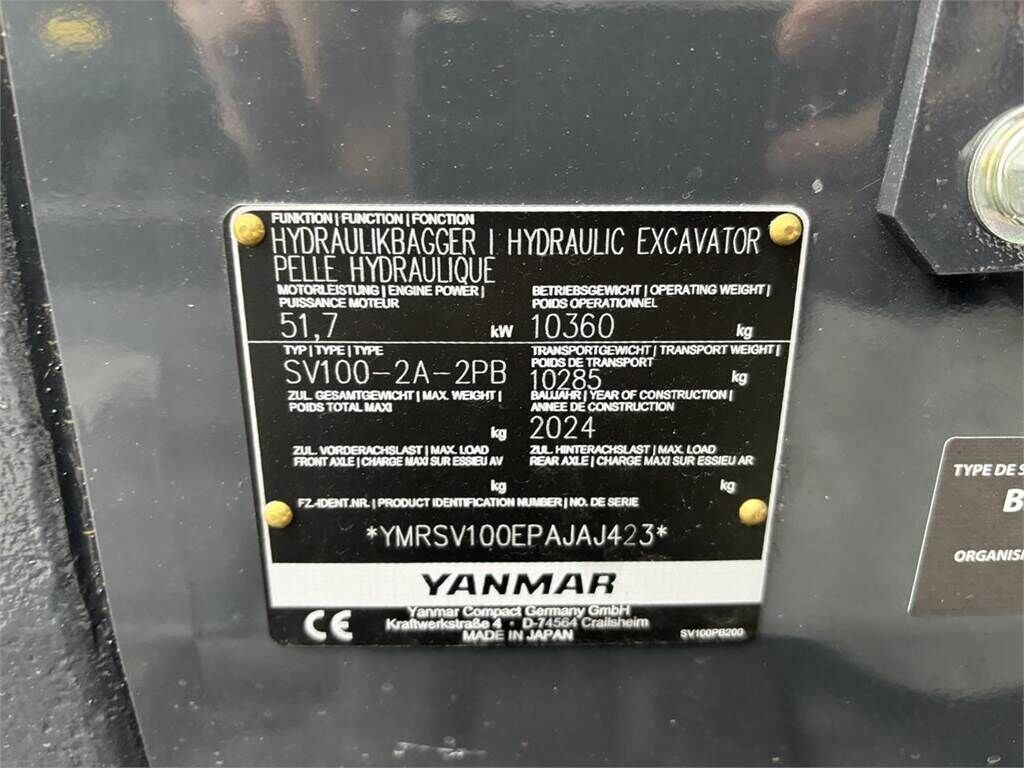 FUNKTION | FUNCTION | FONCTION
HYDRAULIKBAGGER | HYDRAULIC EXCAVATOR
PELLE HYDRAULIQUE
MOTORLEISTUNG | ENGINE POWER |
PUISSANCE MOTEUR
51,7 kW
BETRIEBSGEWICHT | OPERATING WEIGHT |
POIDS OPERATIONNEL
10360 kg
TYP | TYPE | TYPE
SV100-2A-2PB
TRANSPORTGEWICHT | TRANSPORT WEIGHT |
POIDS DE TRANSPORT
10285 kg
ZUL. GESAMTGEWICHT | MAX. WEIGHT |
POIDS TOTAL MAXI
kg
BAUJAHR | YEAR OF CONSTRUCTION |
ANNEE DE CONSTRUCTION
2024
ZUL. VORDERACHSLAST | MAX. LOAD
FRONT AXLE | CHARGE MAXI SUR ESSIEU AV
kg
ZUL. HINTERACHSLAST | MAX. LOAD
REAR AXLE | CHARGE MAXI SUR ESSIEU AR
kg
FZ.-IDENT.NR. | PRODUCT IDENTIFICATION NUMBER | NO. DE SERIE
*YMRSV100EPAJAJ423*
YANMAR
CE
Yanmar Compact Germany GmbH
Kraftwerkstraße 4 · D-74564 Crailsheim
MADE IN JAPAN
SV100PB200
TYPE DE
ORGANIS